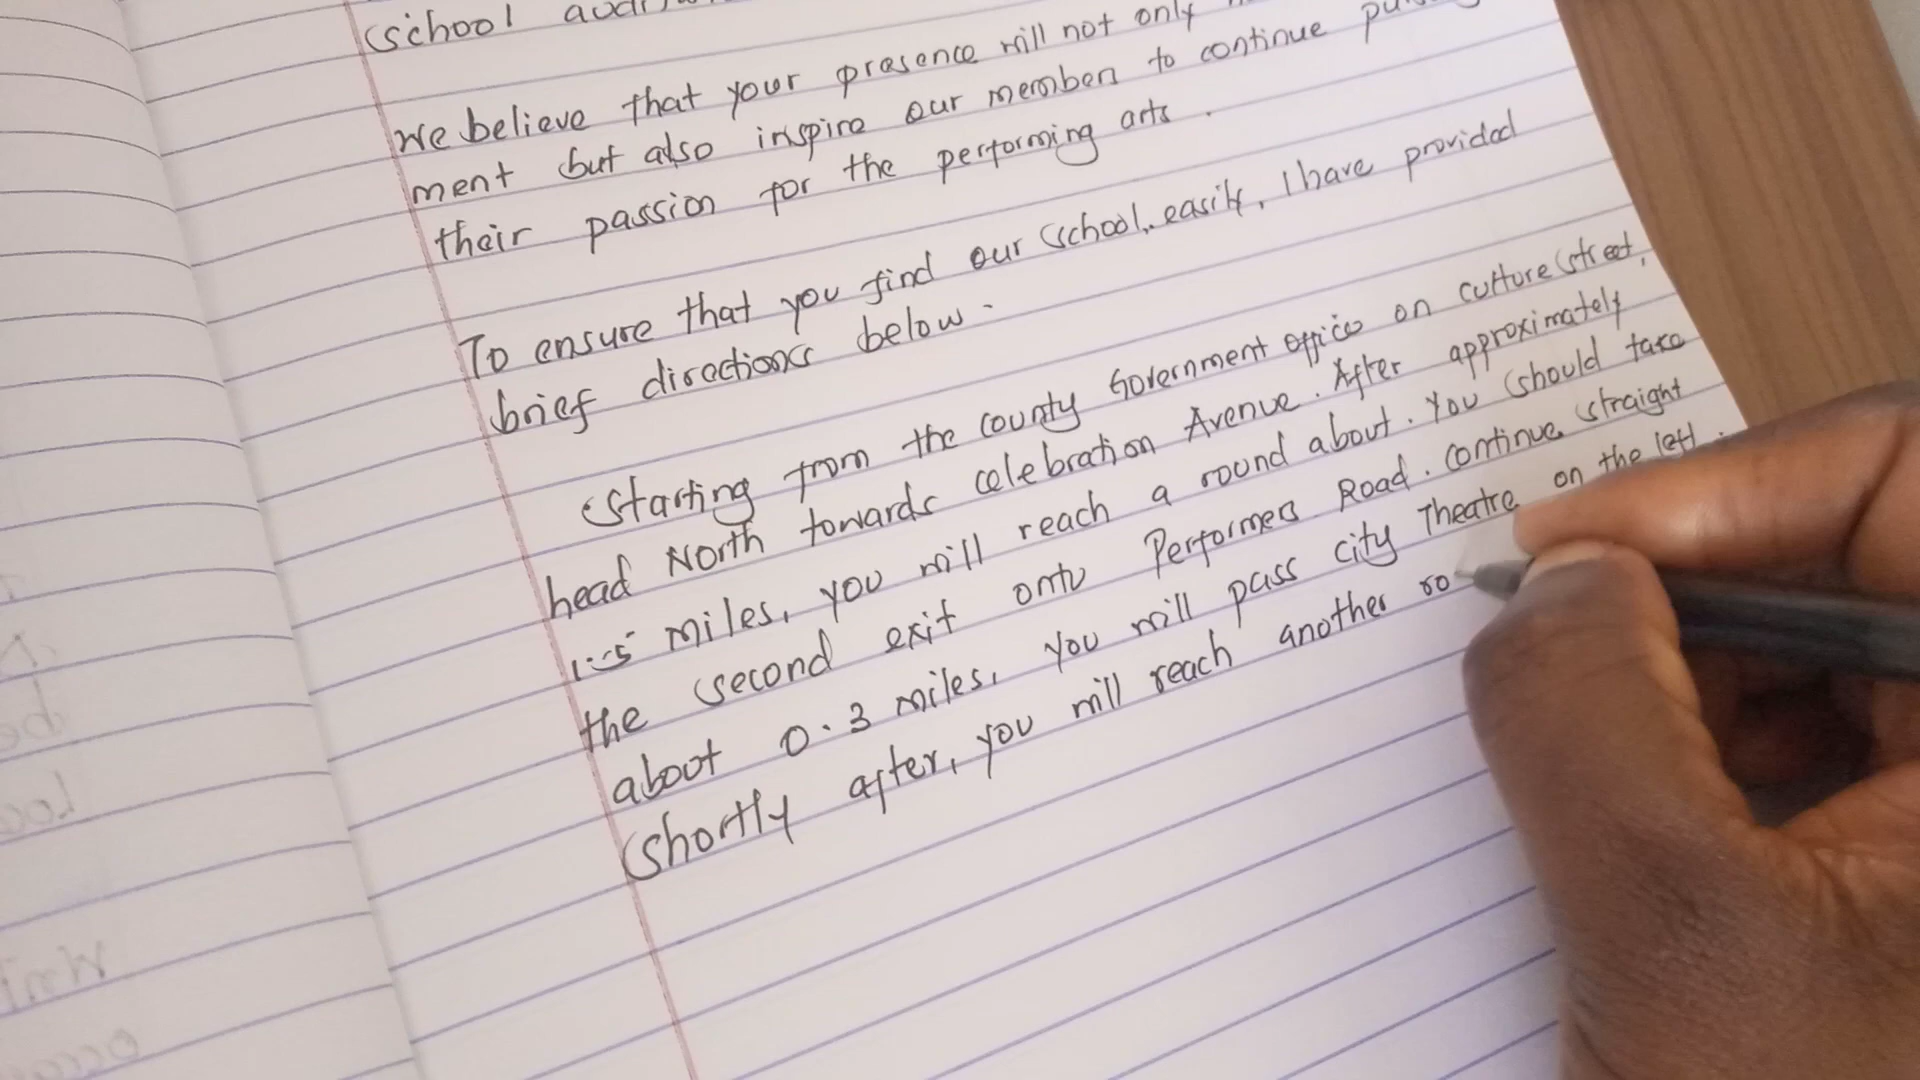 school
We believe that your presence will not only
ment but also inspire our members to continue
their passion for the performing arts.
To ensure that you find our school, easily, I have provided
brief directions below.
Starting from the county Government office on culture street,
head North towards celebration Avenue. After approximately
1.5 miles, you will reach a round about. You should take
the second exit onto Performers Road. continue straight
about 0.3 miles, you will pass city Theatre on the left.
shortly after, you will reach another ro